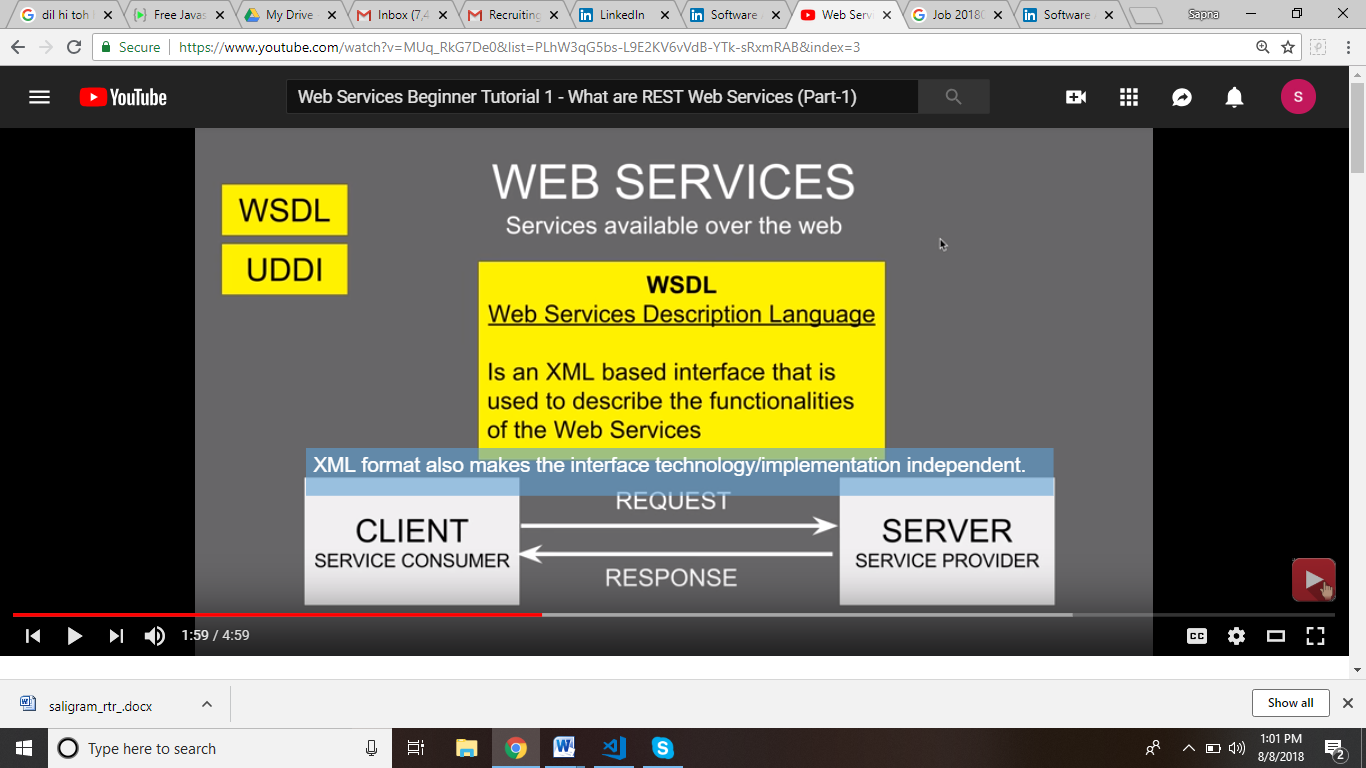 dil hi toh
Free Javas
My Drive
Inbox (7,4
Recruiting
LinkedIn
Software
Web Serv
Job 2018
Software
Sapna
Secure
https://www.youtube.com/watch?v=MUq_RkG7De0&list=PLhW3qG5bs-L9E2KV6vVdB-YTk-sRxmRAB&index=3
YouTube
Web Services Beginner Tutorial 1 - What are REST Web Services (Part-1)
S
WEB SERVICES
Services available over the web
WSDL
UDDI
WSDL
Web Services Description Language
Is an XML based interface that is
used to describe the functionalities
of the Web Services
XML format also makes the interface technology/implementation independent.
CLIENT
SERVICE CONSUMER
REQUEST
RESPONSE
SERVER
SERVICE PROVIDER
1:59 / 4:59
CC
saligram_rtr_.docx
Show all
Type here to search
1:01 PM
8/8/2018
2